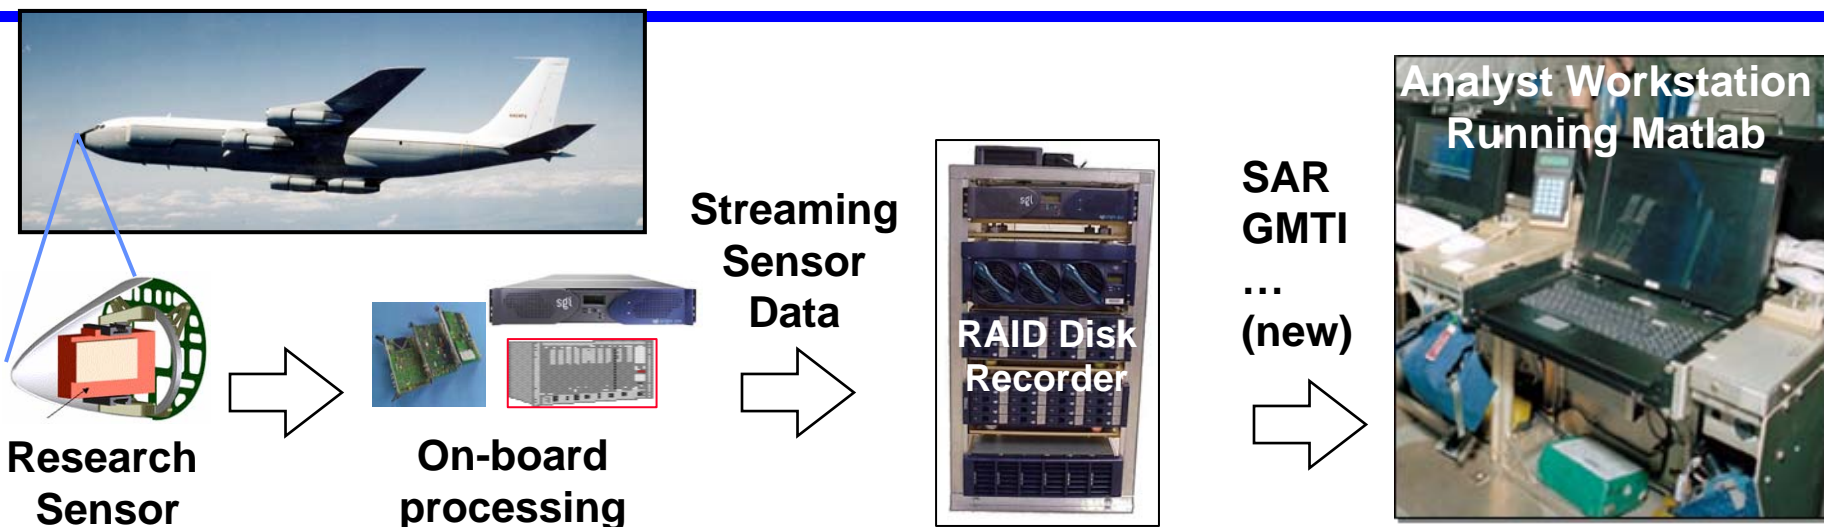 Research
Sensor
sgi
On-board
processing
Streaming
Sensor
Data
sgi
RAID Disk
Recorder
SAR
GMTI
…
(new)
Analyst Workstation
Running Matlab